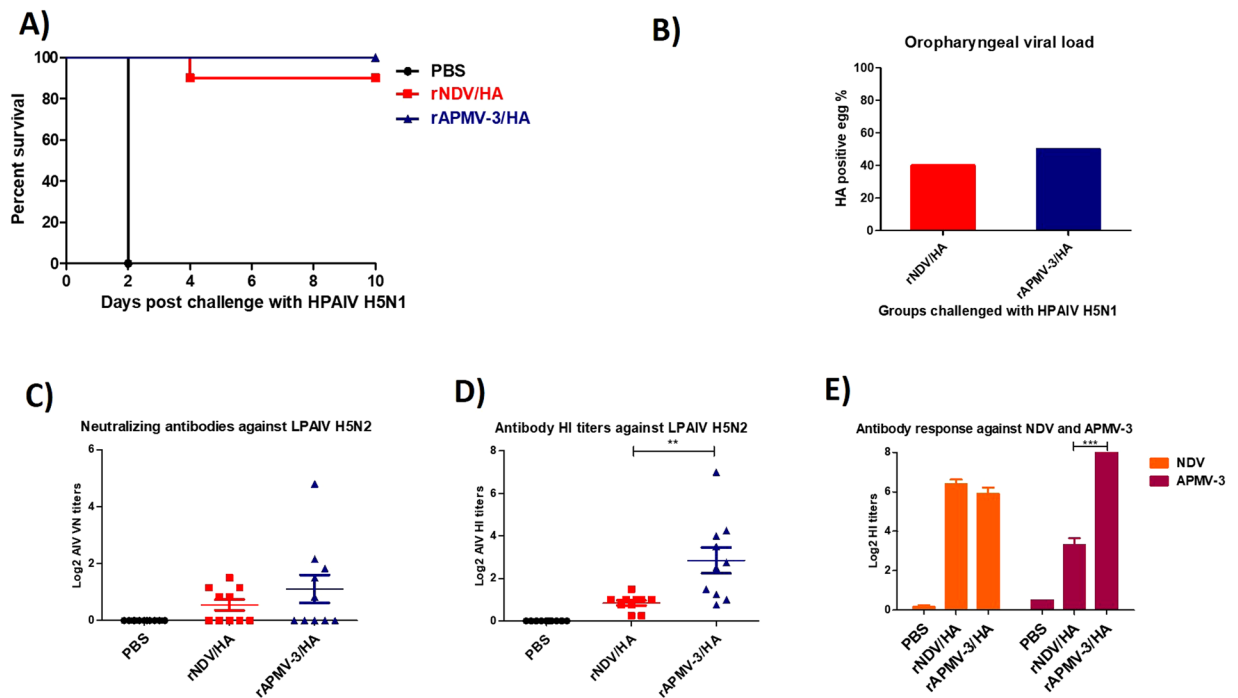 A)
100
80
60
40
20
0
Percent survival
0 2 4 6 8 10
Days post challenge with HPAIV H5N1
PBS
rNDV/HA
rAPMV-3/HA
B)
Oropharyngeal viral load
100
80
60
40
20
0
HA positive egg %
rNDV/HA
rAPMV-3/HA
Groups challenged with HPAIV H5N1
C)
Neutralizing antibodies against LPAIV H5N2
6
4
2
0
Log2 AIV VN titers
PBS
rNDV/HA
rAPMV-3/HA
D)
Antibody HI titers against LPAIV H5N2
**
8
6
4
2
0
Log2 AIV HI titers
PBS
rNDV/HA
rAPMV-3/HA
E)
Antibody response against NDV and APMV-3
***
8
6
4
2
0
Log2 HI titers
PBS
rNDV/HA
rAPMV-3/HA
PBS
rNDV/HA
rAPMV-3/HA
NDV
APMV-3